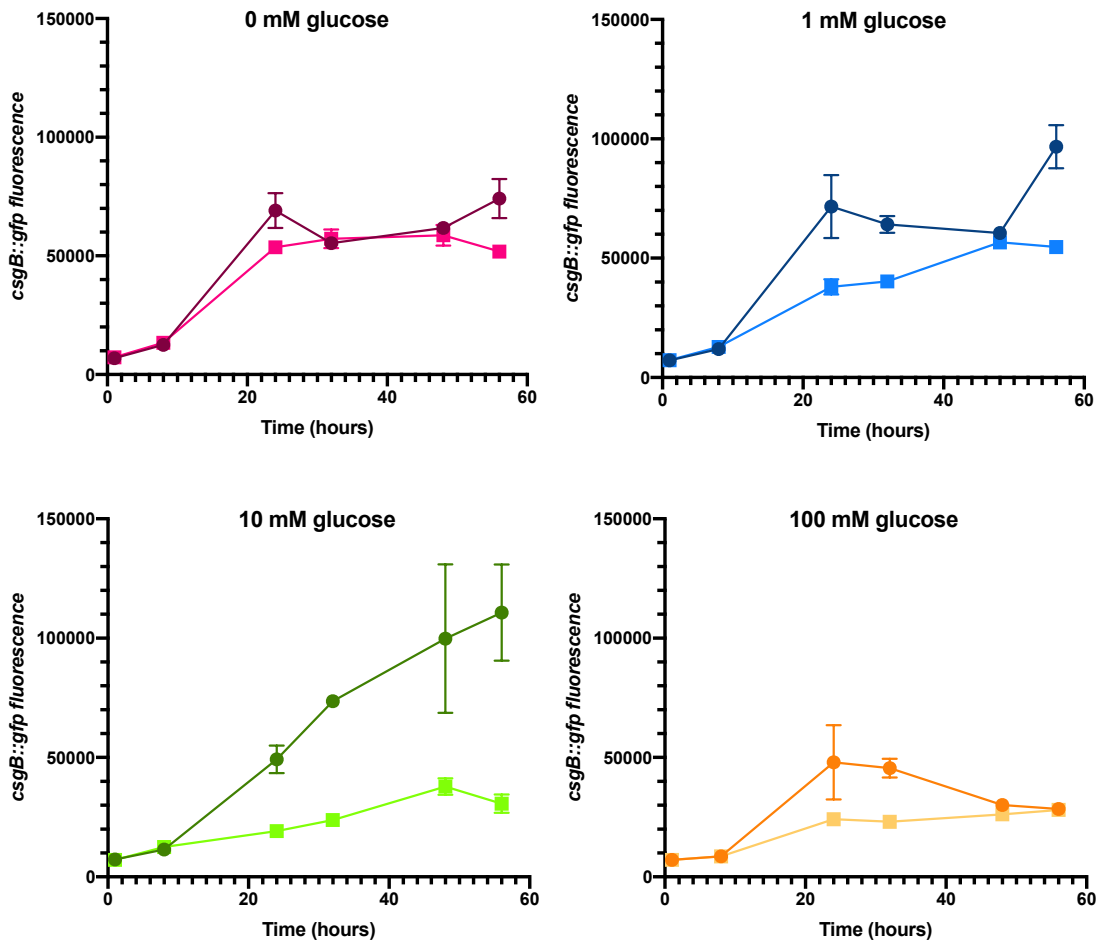 0 mM glucose
150000
100000
50000
0
csgB::gfp fluorescence
0 20 40 60
Time (hours)
1 mM glucose
150000
100000
50000
0
csgB::gfp fluorescence
0 20 40 60
Time (hours)
10 mM glucose
150000
100000
50000
0
csgB::gfp fluorescence
0 20 40 60
Time (hours)
100 mM glucose
150000
100000
50000
0
csgB::gfp fluorescence
0 20 40 60
Time (hours)